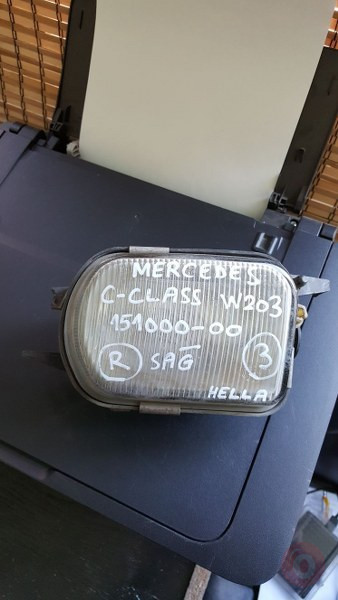 MERCEDES
C-CLASS W203
151000-00
R SAĞ 3
HELLA